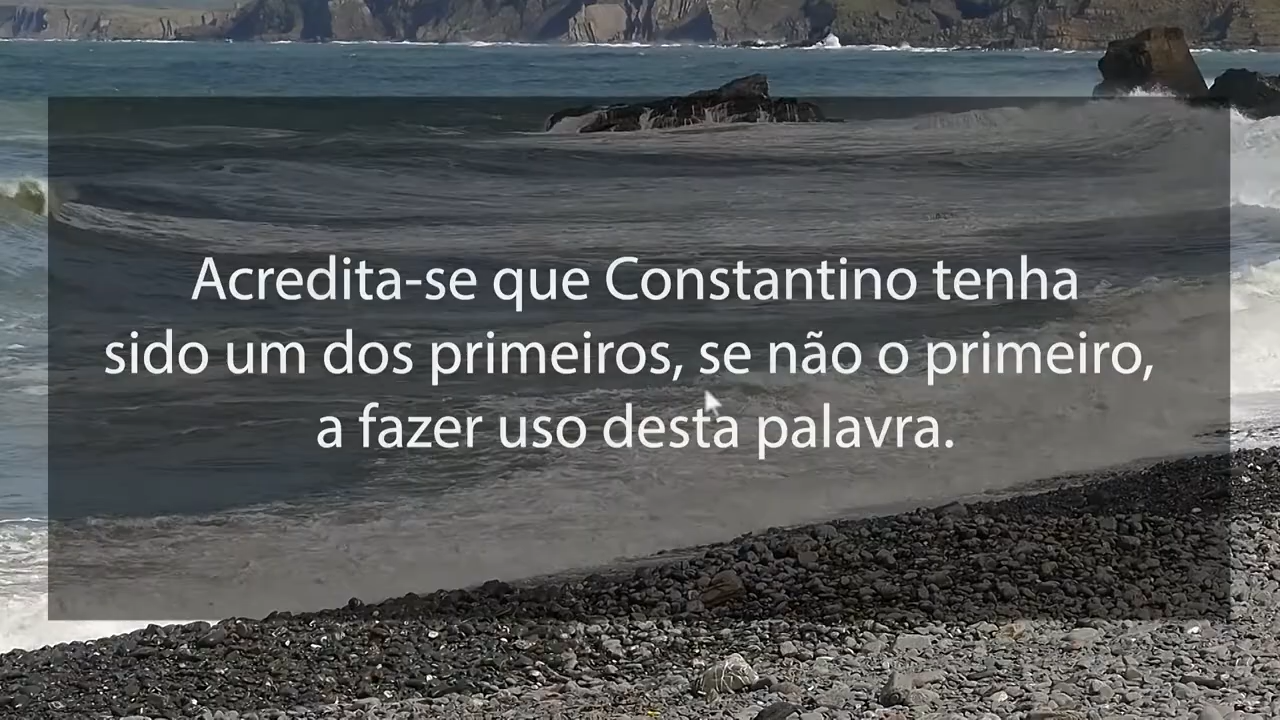 Acredita-se que Constantino tenha
sido um dos primeiros, se não o primeiro,
a fazer uso desta palavra.